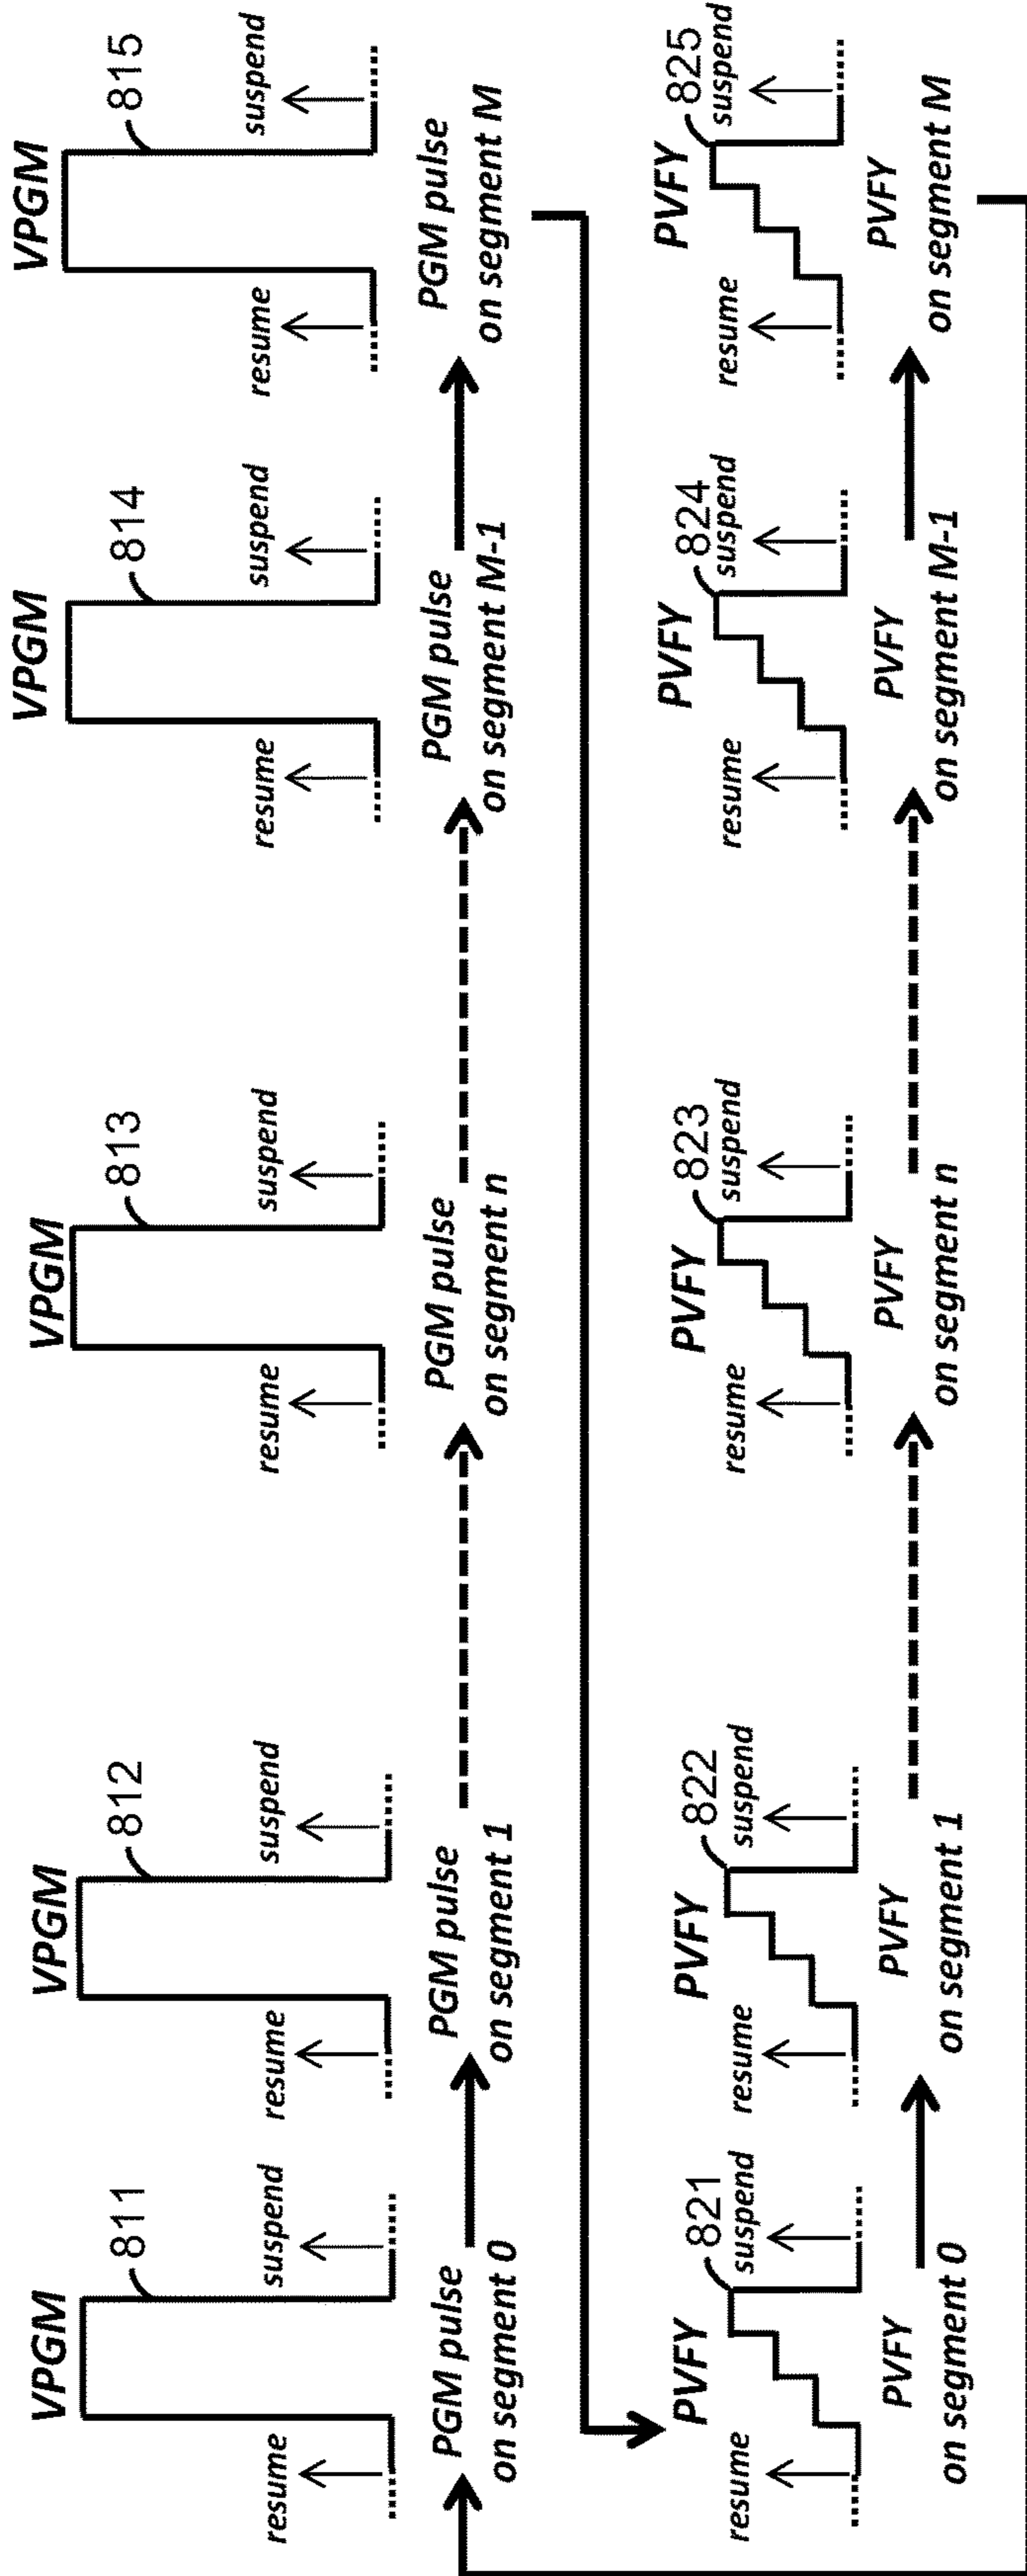 VPGM
811
resume
suspend
PGM pulse
on segment 0
VPGM
812
resume
suspend
PGM pulse
on segment 1
VPGM
813
resume
suspend
PGM pulse
on segment n
VPGM
814
resume
suspend
PGM pulse
on segment M-1
VPGM
815
resume
suspend
PGM pulse
on segment M
PVFY
821
resume
suspend
PVFY
on segment 0
PVFY
822
resume
suspend
PVFY
on segment 1
PVFY
823
resume
suspend
PVFY
on segment n
PVFY
824
resume
suspend
PVFY
on segment M-1
PVFY
825
resume
suspend
PVFY
on segment M